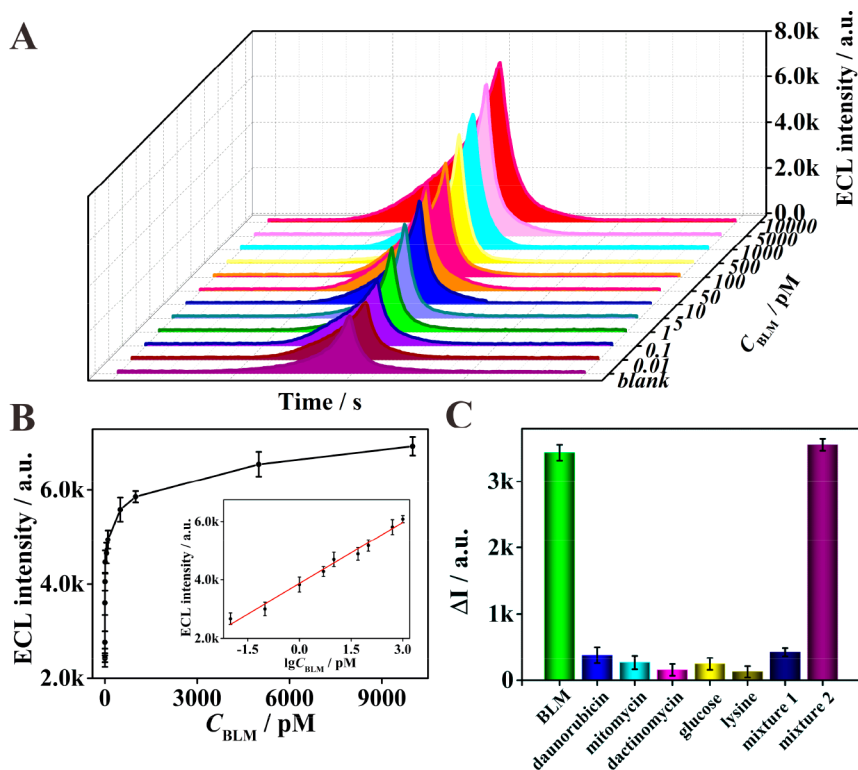 A
8.0k
6.0k
4.0k
2.0k
0.0
ECL intensity / a.u.
10000
5000
1000
500
100
50
10
5
1
0.1
0.01
blank
C_BLM / pM
Time / s
B
6.0k
4.0k
2.0k
ECL intensity / a.u.
0
3000
6000
9000
C_BLM / pM
6.0k
4.0k
2.0k
ECL intensity / a.u.
-1.5
0.0
1.5
3.0
lgC_BLM / pM
C
3k
2k
1k
0
ΔI / a.u.
BLM
daunorubicin
mitomycin
dactinomycin
glucose
lysine
mixture 1
mixture 2